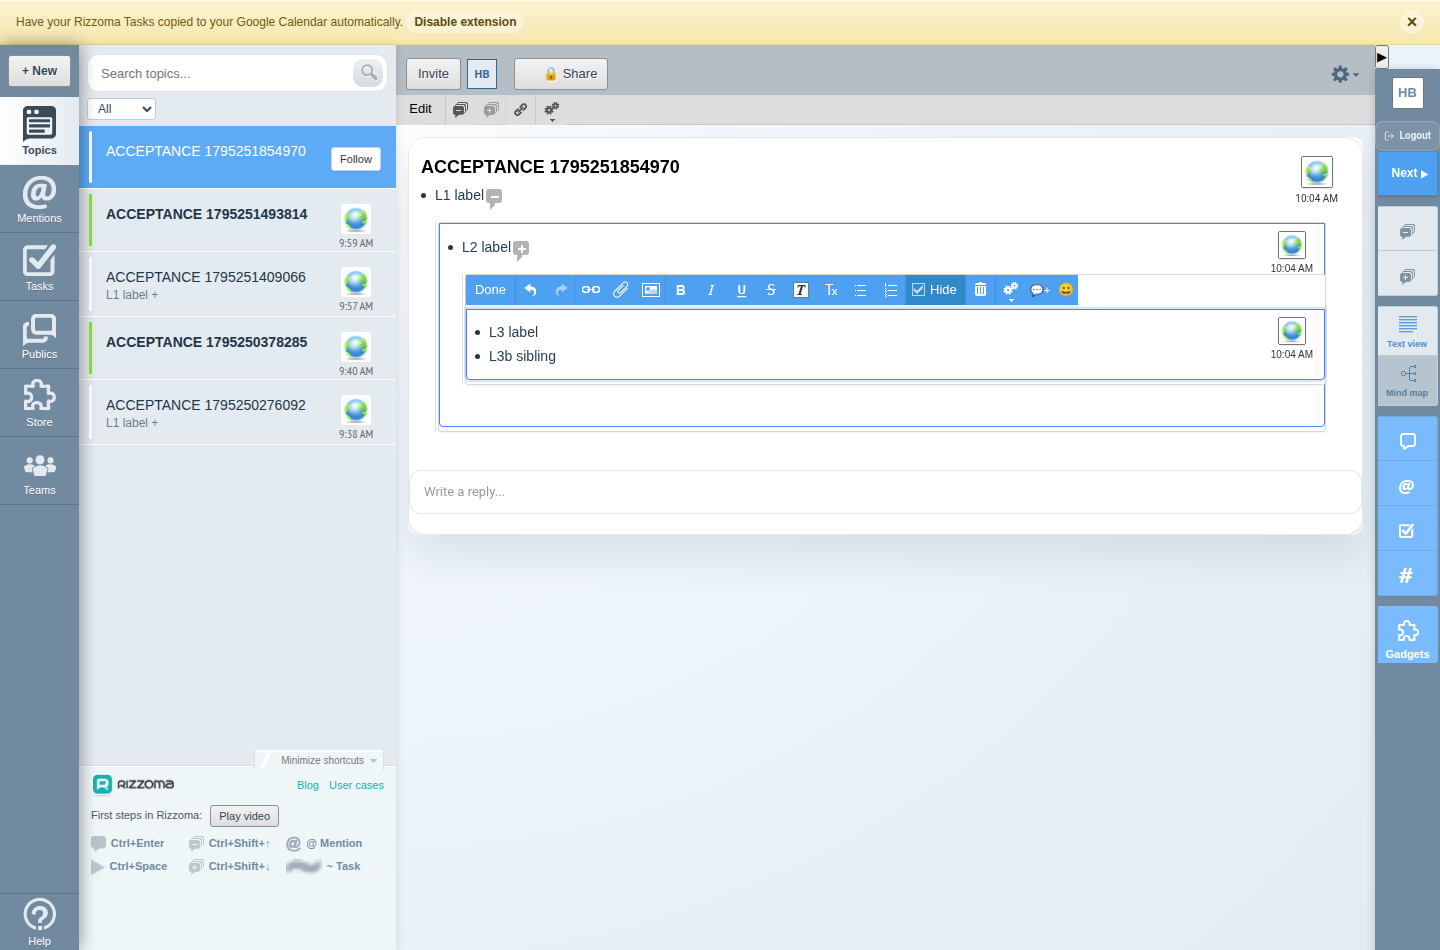 Have your Rizzoma Tasks copied to your Google Calendar automatically. Disable extension ×
+ New
Topics
Mentions
Tasks
Publics
Store
Teams
Help
Search topics...
All
ACCEPTANCE 1795251854970
Follow
ACCEPTANCE 1795251493814
9:59 AM
ACCEPTANCE 1795251409066
L1 label +
9:57 AM
ACCEPTANCE 1795250378285
9:40 AM
ACCEPTANCE 1795250276092
L1 label +
9:38 AM
Minimize shortcuts
RIZZOMA
Blog User cases
First steps in Rizzoma: Play video
Ctrl+Enter Ctrl+Shift+↑ @ Mention
Ctrl+Space Ctrl+Shift+↓ ~ Task
Invite HB Share
Edit
ACCEPTANCE 1795251854970
10:04 AM
L1 label
L2 label
10:04 AM
Done B I U S T Tx Hide
L3 label
L3b sibling
10:04 AM
Write a reply...
HB
Logout
Next ▶
Text view
Mind map
@
#
Gadgets